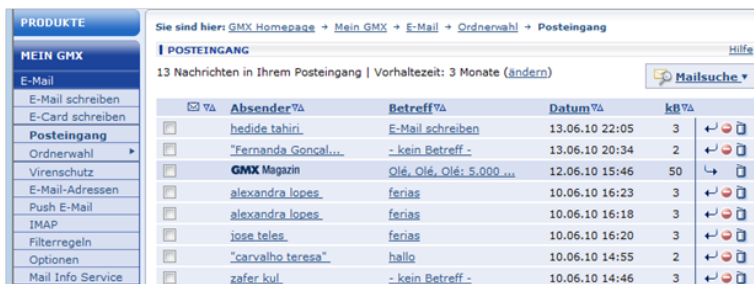 PRODUKTE
MEIN GMX
E-Mail
E-Mail schreiben
E-Card schreiben
Posteingang
Ordnerwahl
Virenschutz
E-Mail-Adressen
Push E-Mail
IMAP
Filterregeln
Optionen
Mail Info Service
Sie sind hier: GMX Homepage → Mein GMX → E-Mail → Ordnerwahl → Posteingang
POSTEINGANG Hilfe
13 Nachrichten in Ihrem Posteingang | Vorhaltezeit: 3 Monate (ändern) Mailsuche
Absender Betreff Datum kB
hedide tahiri E-Mail schreiben 13.06.10 22:05 3
"Fernanda Gonçal... - kein Betreff - 13.06.10 20:34 2
GMX Magazin Olé, Olé, Olé: 5.000 ... 12.06.10 15:46 50
alexandra lopes ferias 10.06.10 16:23 3
alexandra lopes ferias 10.06.10 16:18 3
jose teles ferias 10.06.10 16:20 3
"carvalho teresa" hallo 10.06.10 14:55 2
zafer kul - kein Betreff - 10.06.10 14:46 3